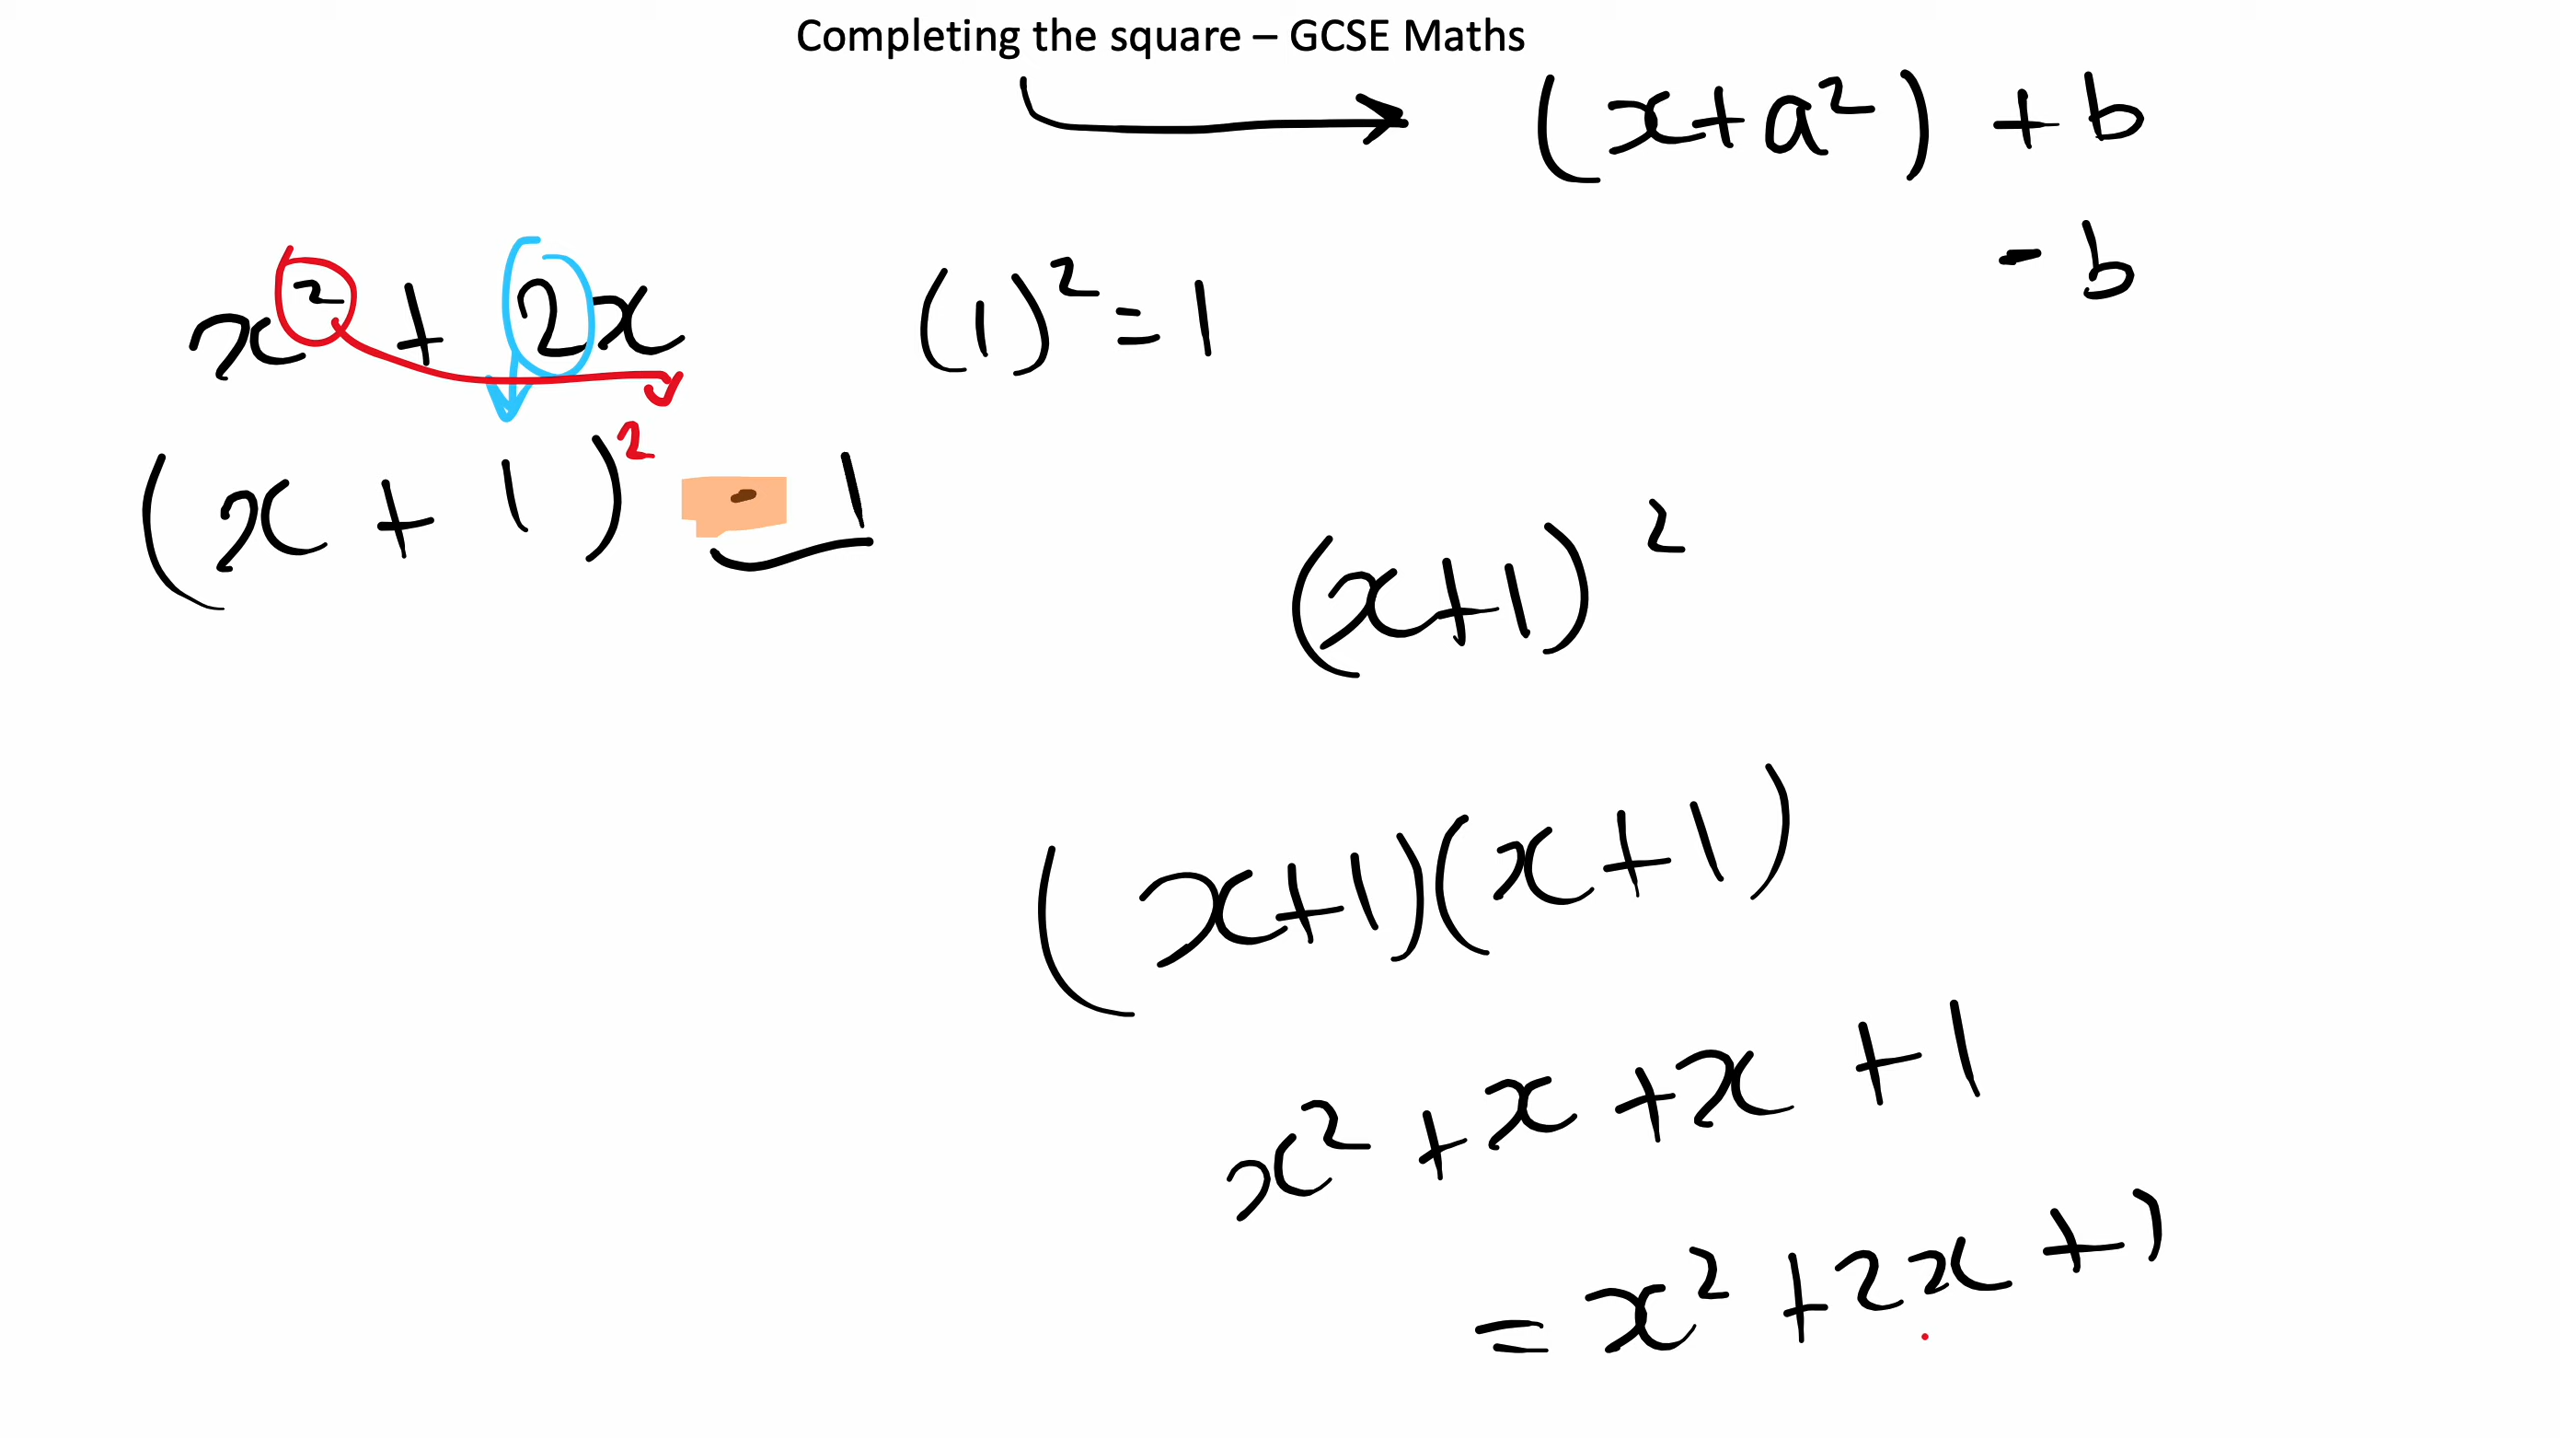 Completing the square – GCSE Maths
(x+a²) + b
- b
x² + 2x
(1)² = 1
(x + 1)² - 1
(x+1)²
(x+1)(x+1)
x² + x + x + 1
= x² + 2x + 1